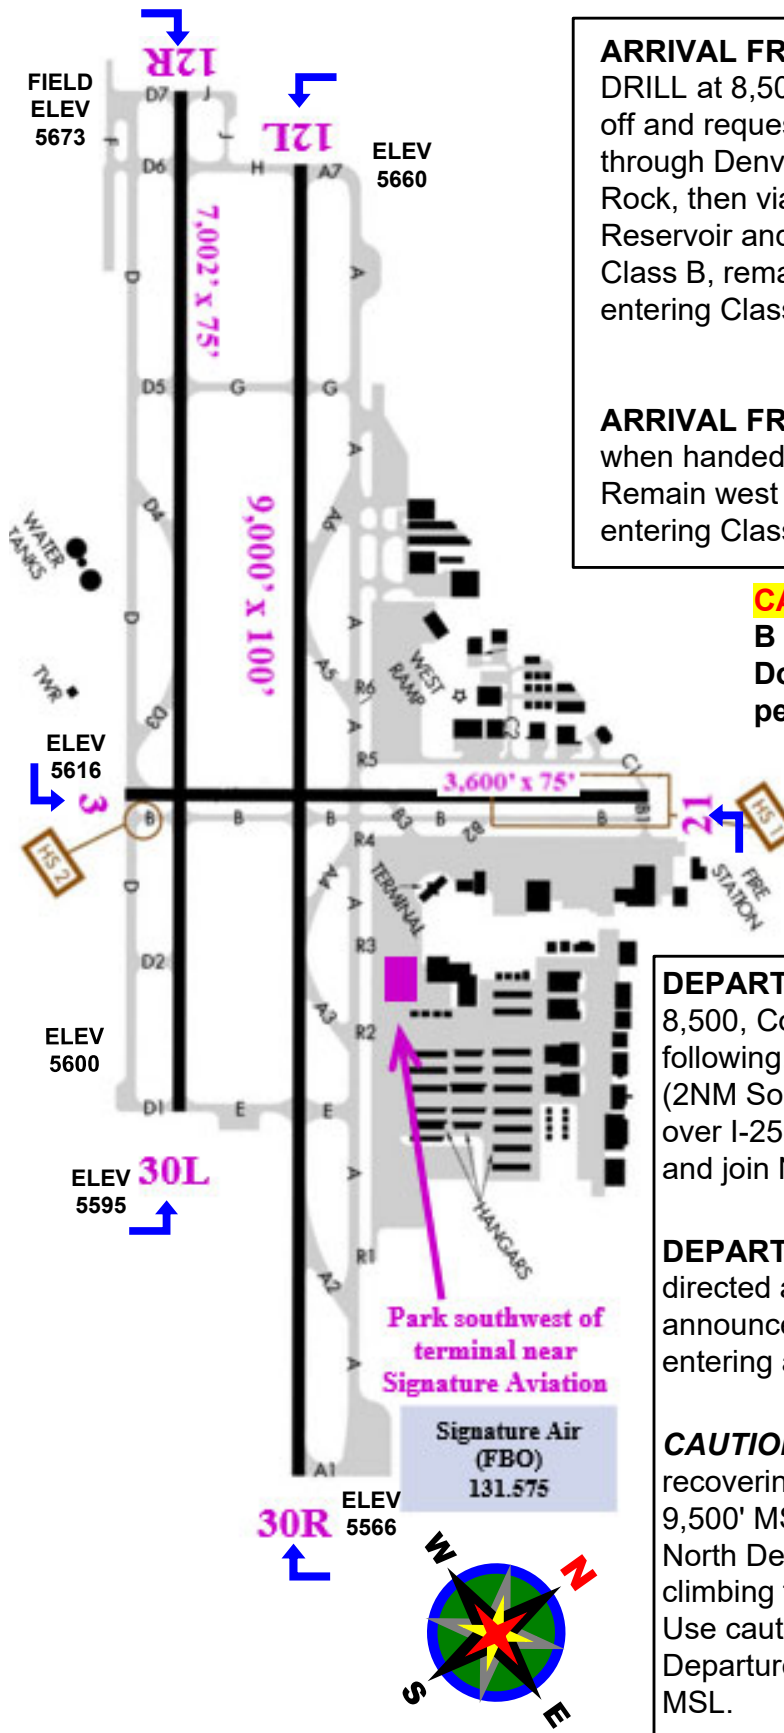 12R
FIELD
ELEV
5673
D7
J
J
F
D6
H
12L
A7
ELEV
5660
7,002' x 75'
D
A
D5
G
G
A
D4
9,000' x 100'
A6
WATER
TANKS
D
A
A5
WEST
RAMP
TWR
R6
D3
A
C2
ELEV
5616
R5
C1
3
3,600' x 75'
B1
21
HS 1
B
B
B
B3
B
B2
B
HS 2
R4
FIRE
STATION
D
A4
TERMINAL
A
R3
D2
A3
R2
ELEV
5600
D1
E
E
ELEV
5595
30L
A
HANGARS
R1
A2
A
Park southwest of
terminal near
Signature Aviation
Signature Air
(FBO)
131.575
A1
ELEV
5566
30R
W
N
S
E
ARRIVAL FR
DRILL at 8,50
off and reques
through Denv
Rock, then via
Reservoir and
Class B, rema
entering Class
ARRIVAL FR
when handed
Remain west
entering Class
CA
B
Do
pe
DEPART
8,500, Co
following
(2NM So
over I-25
and join
DEPART
directed a
announce
entering a
CAUTION
recovering
9,500' MS
North De
climbing
Use caut
Departure
MSL.